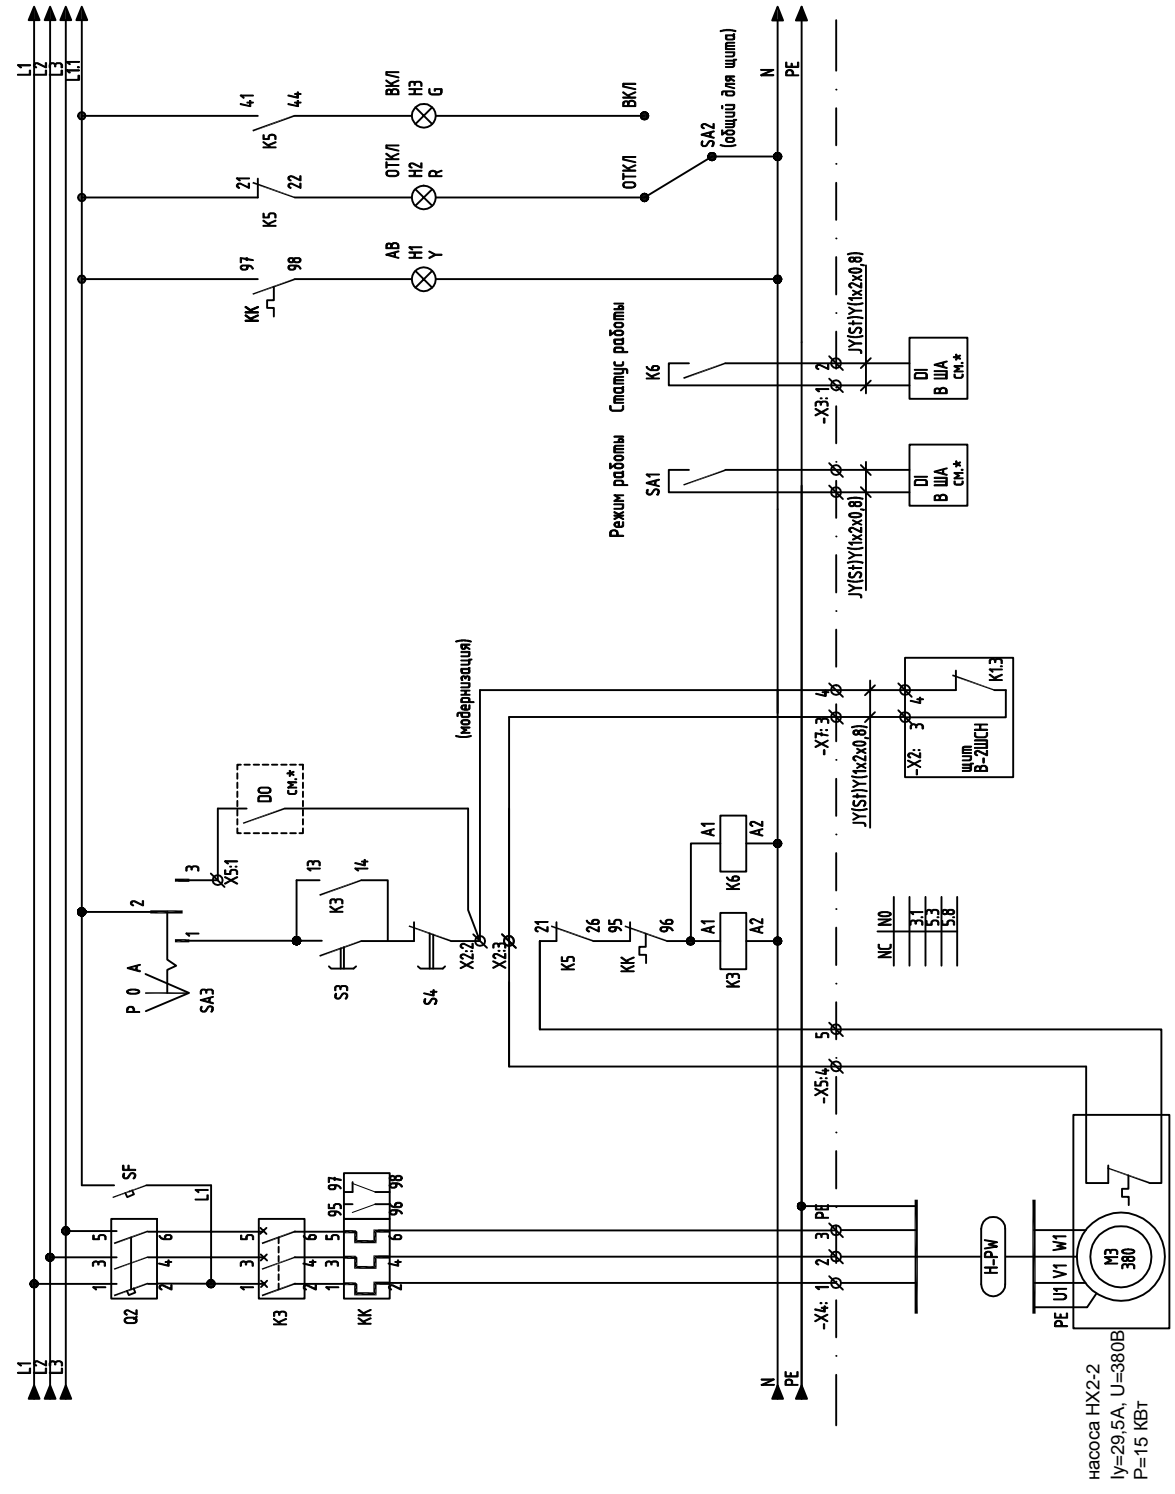 L1
L2
L3
L1
L2
L3
L1.1
1
3
5
2
4
6
Q2
SF
L1
1
3
5
2
4
6
K3
1
3
5
2
4
6
KK
95
97
96
98
P 0 A
SA3
2
1
3
X5:1
DO
см.*
13
14
K3
S3
S4
X2:2
X2:3
(модернизация)
21
26
K5
95
96
KK
A1
A2
K3
A1
A2
K6
97
98
KK
АВ
H1
Y
21
22
K5
ОТКЛ
H2
R
41
44
K5
ВКЛ
H3
G
ОТКЛ
ВКЛ
SA2
(общий для щита)
Режим работы
SA1
Статус работы
K6
N
PE
N
PE
-X4: 1
2
3
PE
-X5:4
5
-X7: 3
4
-X3: 1
2
JY(St)Y(1x2x0,8)
JY(St)Y(1x2x0,8)
JY(St)Y(1x2x0,8)
DI
В ША
см.*
DI
В ША
см.*
-X2:
3
4
K1.3
щит
В-2ШСН
NC NO
3.1
5.3
5.8
H-PW
PE
U1
V1
W1
M3
380
насоса НХ2-2
Iу=29,5А, U=380В
Р=15 КВт